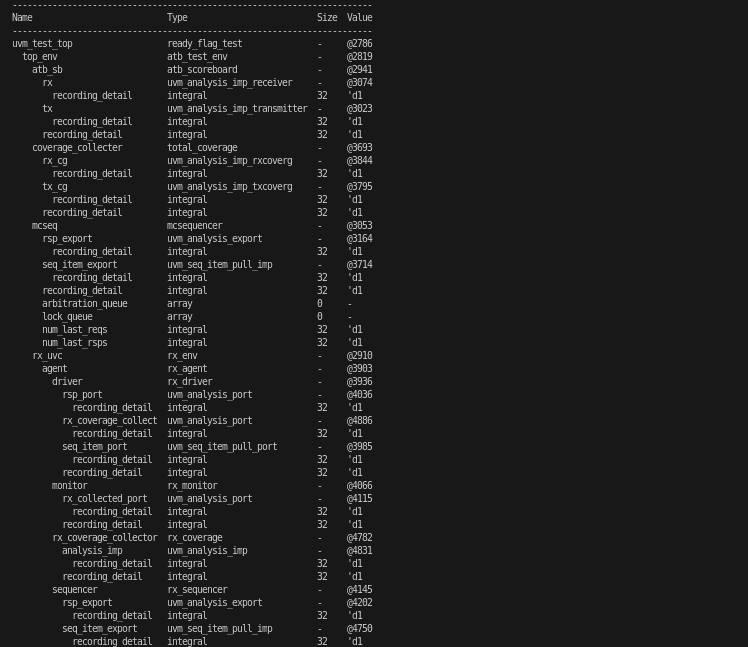 ------------------------------------------------------------------------
Name                           Type                          Size  Value
------------------------------------------------------------------------
uvm_test_top                   ready_flag_test               -     @2786
  top_env                      atb_test_env                  -     @2819
    atb_sb                     atb_scoreboard                -     @2941
      rx                       uvm_analysis_imp_receiver     -     @3074
        recording_detail       integral                      32    'd1
      tx                       uvm_analysis_imp_transmitter  -     @3023
        recording_detail       integral                      32    'd1
      recording_detail         integral                      32    'd1
    coverage_collecter         total_coverage                -     @3693
      rx_cg                    uvm_analysis_imp_rxcoverg     -     @3844
        recording_detail       integral                      32    'd1
      tx_cg                    uvm_analysis_imp_txcoverg     -     @3795
        recording_detail       integral                      32    'd1
      recording_detail         integral                      32    'd1
    mcseq                      mcsequencer                   -     @3053
      rsp_export               uvm_analysis_export           -     @3164
        recording_detail       integral                      32    'd1
      seq_item_export          uvm_seq_item_pull_imp         -     @3714
        recording_detail       integral                      32    'd1
      recording_detail         integral                      32    'd1
      arbitration_queue        array                         0     -
      lock_queue               array                         0     -
      num_last_reqs            integral                      32    'd1
      num_last_rsps            integral                      32    'd1
    rx_uvc                     rx_env                        -     @2910
      agent                    rx_agent                      -     @3903
        driver                 rx_driver                     -     @3936
          rsp_port             uvm_analysis_port             -     @4036
            recording_detail   integral                      32    'd1
          rx_coverage_collect  uvm_analysis_port             -     @4886
            recording_detail   integral                      32    'd1
          seq_item_port        uvm_seq_item_pull_port        -     @3985
            recording_detail   integral                      32    'd1
          recording_detail     integral                      32    'd1
        monitor                rx_monitor                    -     @4066
          rx_collected_port    uvm_analysis_port             -     @4115
            recording_detail   integral                      32    'd1
          recording_detail     integral                      32    'd1
        rx_coverage_collector  rx_coverage                   -     @4782
          analysis_imp         uvm_analysis_imp              -     @4831
            recording_detail   integral                      32    'd1
          recording_detail     integral                      32    'd1
        sequencer              rx_sequencer                  -     @4145
          rsp_export           uvm_analysis_export           -     @4202
            recording_detail   integral                      32    'd1
          seq_item_export      uvm_seq_item_pull_imp         -     @4750
            recording_detail   integral                      32    'd1